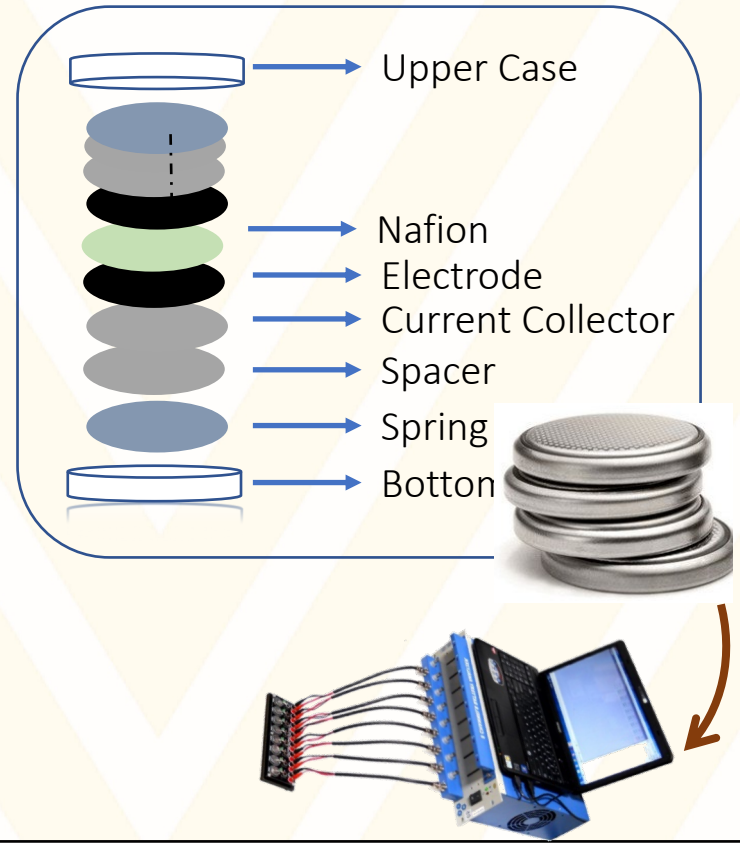 Upper Case
Nafion
Electrode
Current Collector
Spacer
Spring
Bottom